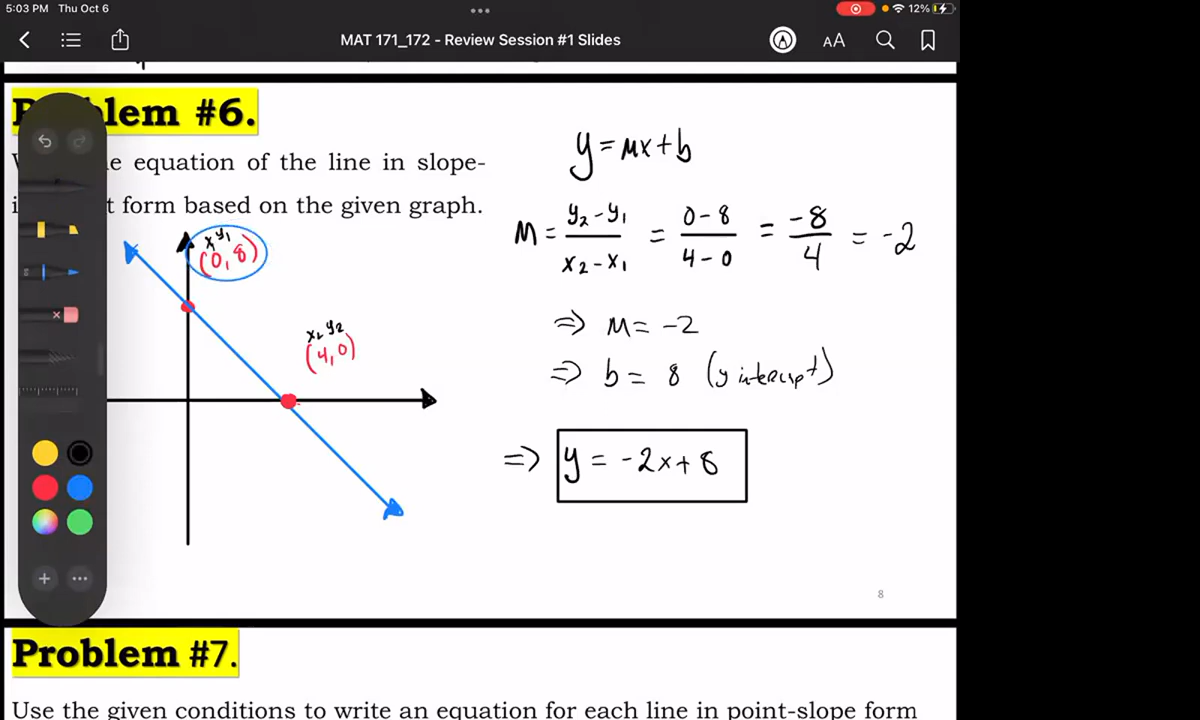 5:03 PM Thu Oct 6
12%
MAT 171_172 - Review Session #1 Slides
AA
Problem #6.
the equation of the line in slope-
form based on the given graph.
x y₁
(0, 8)
x₂ y₂
(4, 0)
y = mx + b
m = y₂ - y₁ / x₂ - x₁ = 0 - 8 / 4 - 0 = -8 / 4 = -2
⇒ m = -2
⇒ b = 8 (y intercept)
⇒ y = -2x + 8
8
Problem #7.
Use the given conditions to write an equation for each line in point-slope form